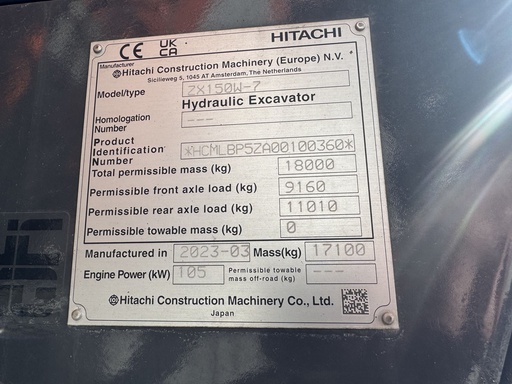 CE UK CA HITACHI
Manufacturer
Hitachi Construction Machinery (Europe) N.V.
Sicilieweg 5, 1045 AT Amsterdam, The Netherlands
Model/type ZX150W-7
Hydraulic Excavator
Homologation Number ---
Product Identification Number *HCMLBP5ZA00100360*
Total permissible mass (kg) 18000
Permissible front axle load (kg) 9160
Permissible rear axle load (kg) 11010
Permissible towable mass (kg) 0
Manufactured in 2023-03 Mass(kg) 17100
Engine Power (kW) 105 Permissible towable mass off-road (kg) ---
Hitachi Construction Machinery Co., Ltd.
Japan